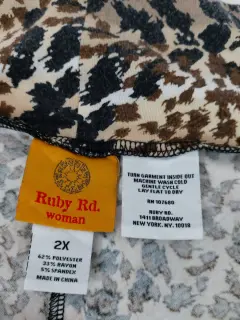 Ruby Rd.
woman
2X
62% POLYESTER
33% RAYON
5% SPANDEX
MADE IN CHINA
TURN GARMENT INSIDE OUT
MACHINE WASH COLD
GENTLE CYCLE
LAY FLAT TO DRY
RN 107680
RUBY RD.
1411 BROADWAY
NEW YORK, NY. 10018